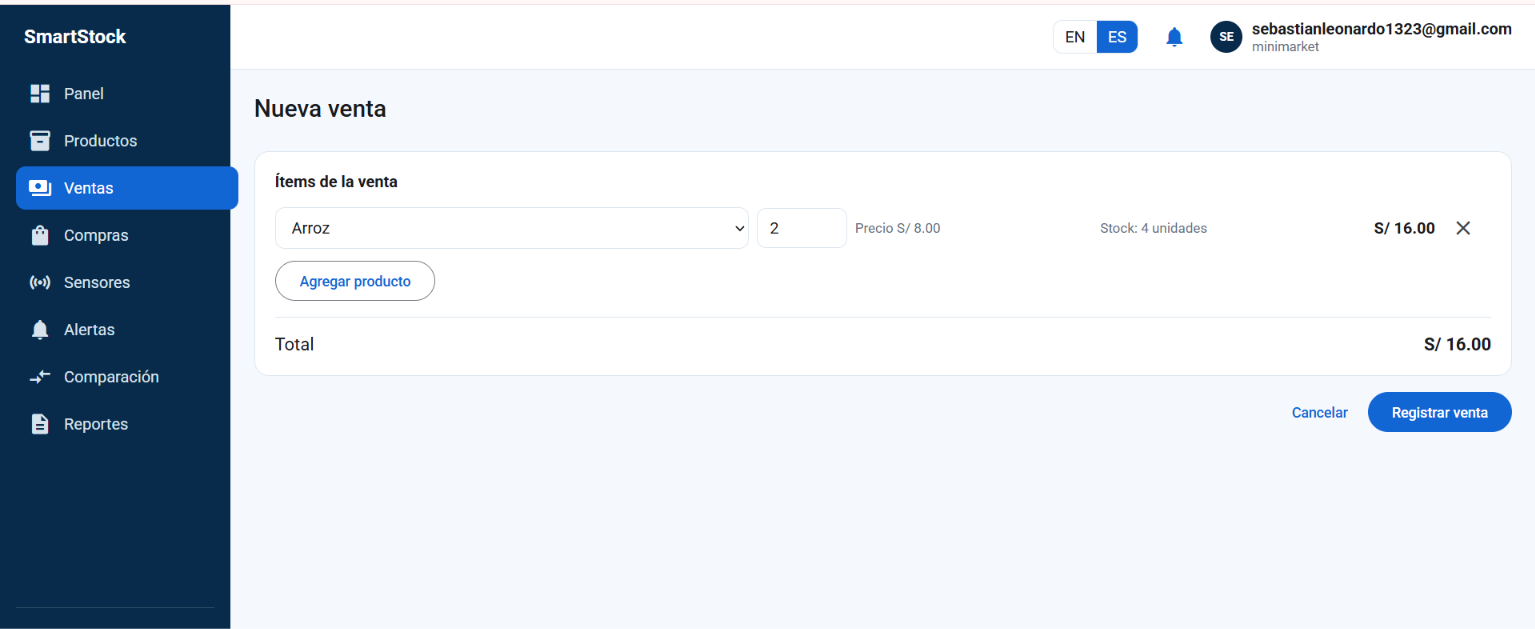 SmartStock
EN ES
SE
sebastianleonardo1323@gmail.com
minimarket
Panel
Productos
Ventas
Compras
Sensores
Alertas
Comparación
Reportes
Nueva venta
Ítems de la venta
Arroz 2 Precio S/ 8.00 Stock: 4 unidades S/ 16.00
Agregar producto
Total S/ 16.00
Cancelar Registrar venta